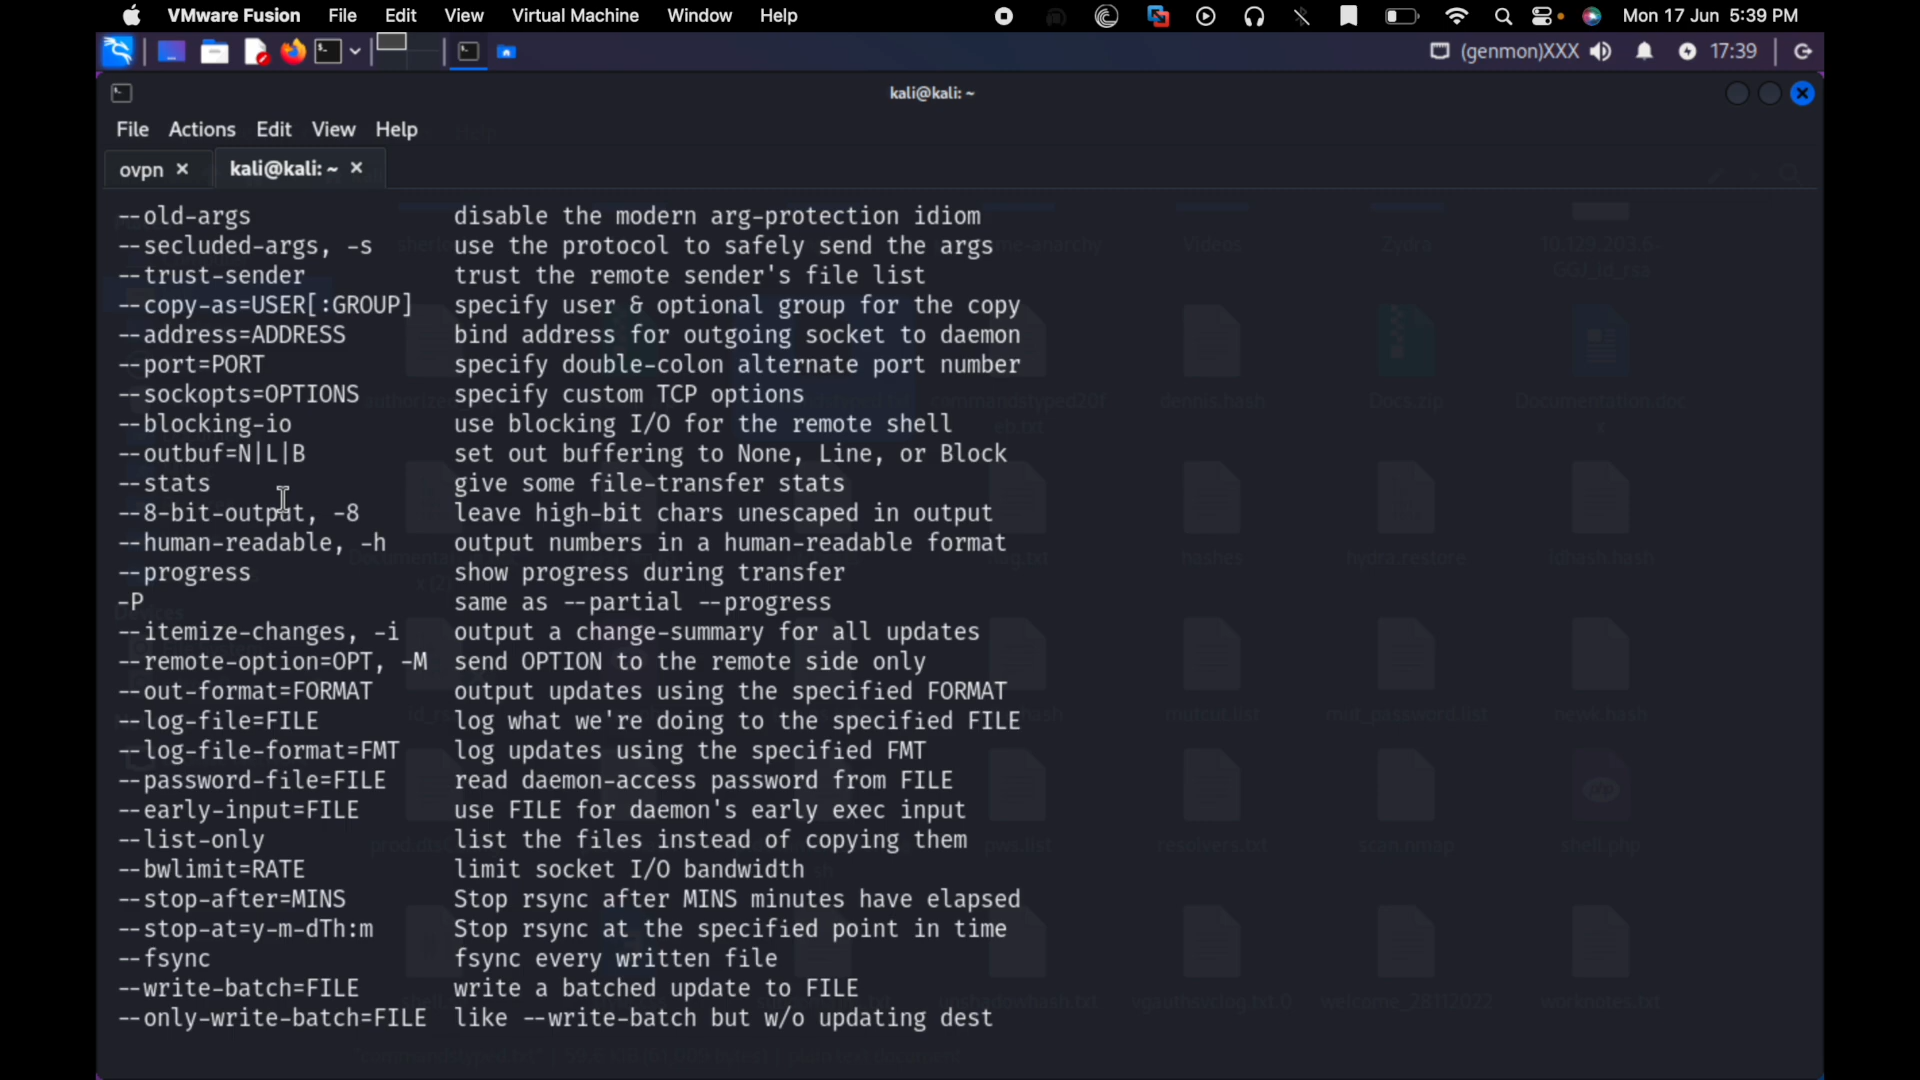 VMware Fusion File Edit View Virtual Machine Window Help Mon 17 Jun 5:39 PM
(genmon)XXX 17:39
kali@kali: ~
File Actions Edit View Help
ovpn kali@kali: ~
--old-args disable the modern arg-protection idiom
--secluded-args, -s use the protocol to safely send the args
--trust-sender trust the remote sender's file list
--copy-as=USER[:GROUP] specify user & optional group for the copy
--address=ADDRESS bind address for outgoing socket to daemon
--port=PORT specify double-colon alternate port number
--sockopts=OPTIONS specify custom TCP options
--blocking-io use blocking I/O for the remote shell
--outbuf=N|L|B set out buffering to None, Line, or Block
--stats give some file-transfer stats
--8-bit-output, -8 leave high-bit chars unescaped in output
--human-readable, -h output numbers in a human-readable format
--progress show progress during transfer
-P same as --partial --progress
--itemize-changes, -i output a change-summary for all updates
--remote-option=OPT, -M send OPTION to the remote side only
--out-format=FORMAT output updates using the specified FORMAT
--log-file=FILE log what we're doing to the specified FILE
--log-file-format=FMT log updates using the specified FMT
--password-file=FILE read daemon-access password from FILE
--early-input=FILE use FILE for daemon's early exec input
--list-only list the files instead of copying them
--bwlimit=RATE limit socket I/O bandwidth
--stop-after=MINS Stop rsync after MINS minutes have elapsed
--stop-at=y-m-dTh:m Stop rsync at the specified point in time
--fsync fsync every written file
--write-batch=FILE write a batched update to FILE
--only-write-batch=FILE like --write-batch but w/o updating dest